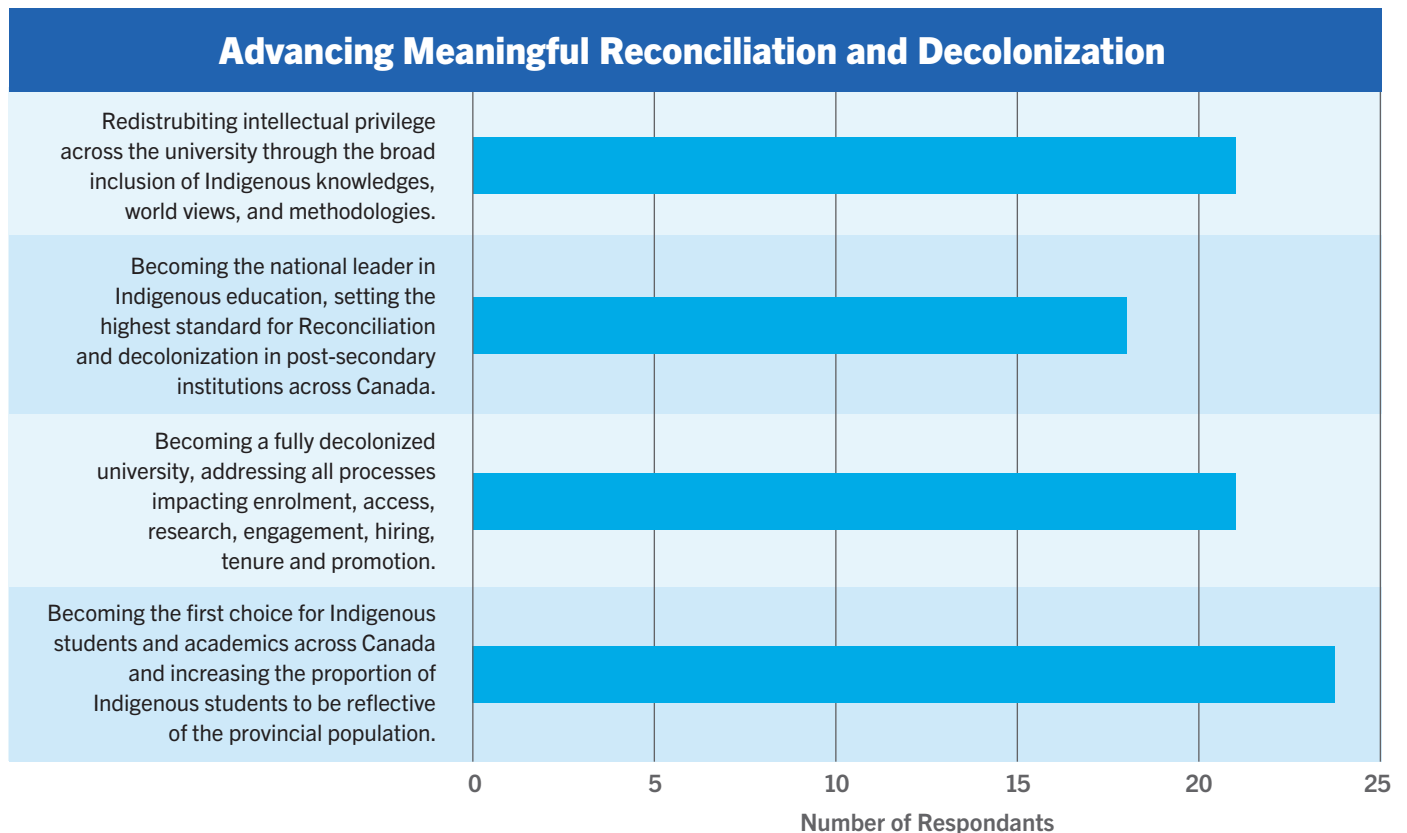 Advancing Meaningful Reconciliation and Decolonization
Redistrubiting intellectual privilege
across the university through the broad
inclusion of Indigenous knowledges,
world views, and methodologies.
Becoming the national leader in
Indigenous education, setting the
highest standard for Reconciliation
and decolonization in post-secondary
institutions across Canada.
Becoming a fully decolonized
university, addressing all processes
impacting enrolment, access,
research, engagement, hiring,
tenure and promotion.
Becoming the first choice for Indigenous
students and academics across Canada
and increasing the proportion of
Indigenous students to be reflective
of the provincial population.
0 5 10 15 20 25
Number of Respondants